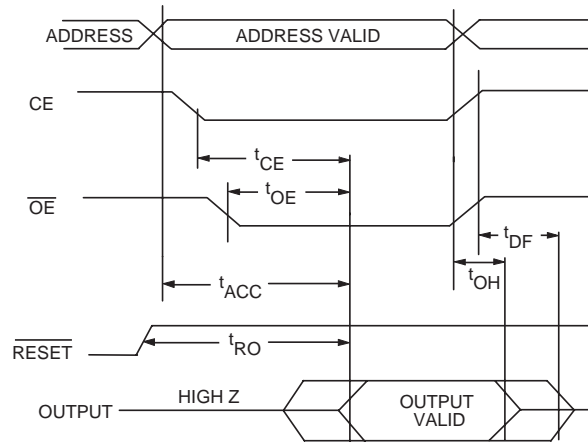 ADDRESS
ADDRESS VALID
CE
tCE
tOE
OE
tDF
tOH
tACC
RESET
tRO
HIGH Z
OUTPUT
OUTPUT
VALID